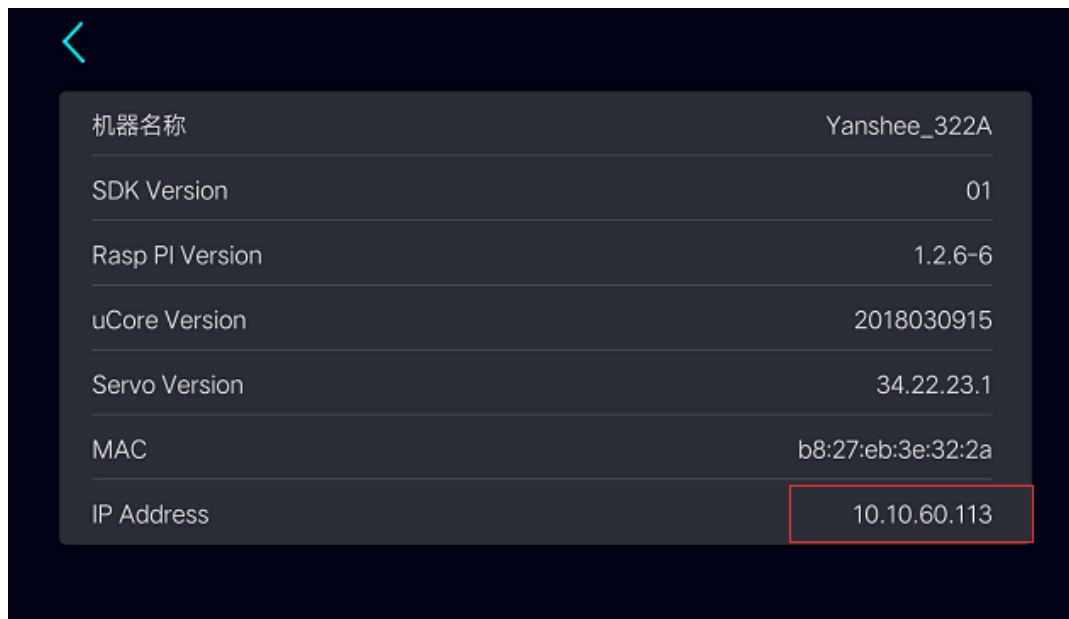 机器名称 Yanshee_322A
SDK Version 01
Rasp PI Version 1.2.6-6
uCore Version 2018030915
Servo Version 34.22.23.1
MAC b8:27:eb:3e:32:2a
IP Address 10.10.60.113